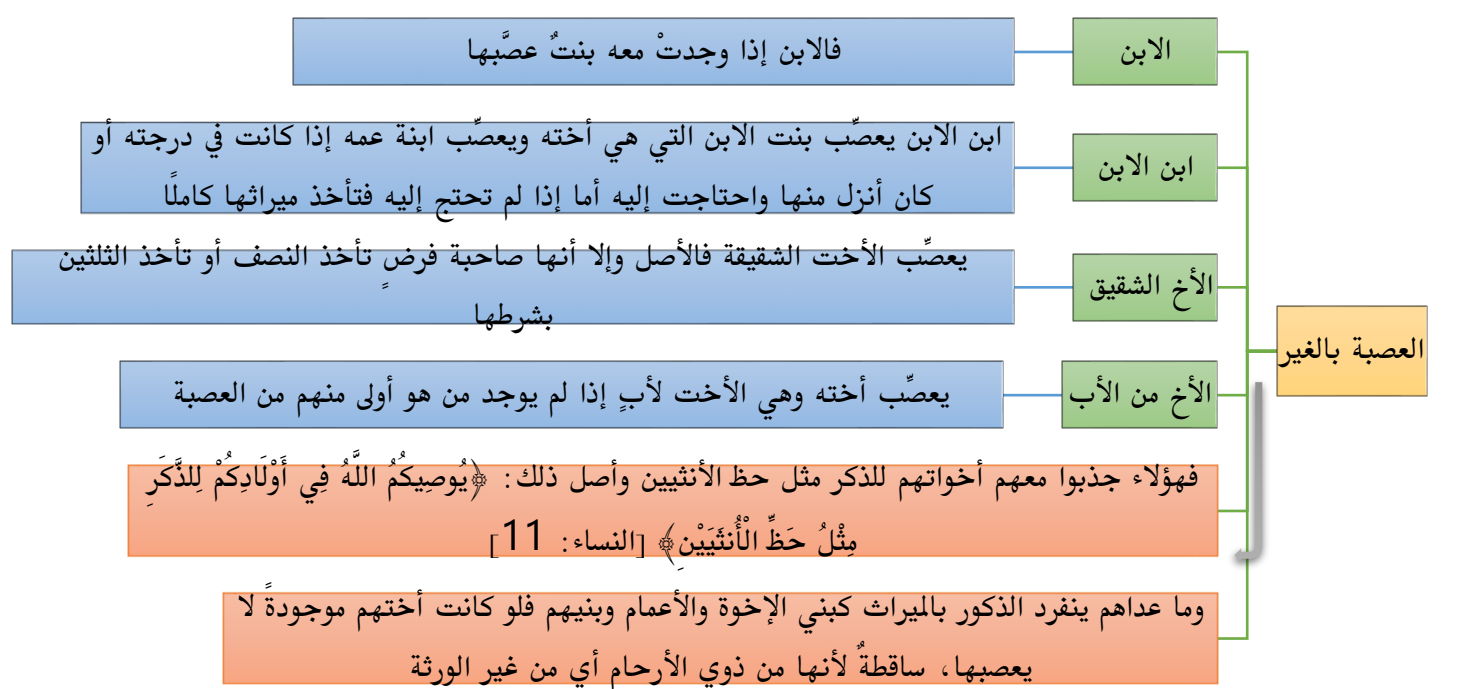 العصبة بالغير
الابن
فالابن إذا وجدتْ معه بنتٌ عصَّبها
ابن الابن
ابن الابن يعصِّب بنت الابن التي هي أخته ويعصِّب ابنة عمه إذا كانت في درجته أو
كان أنزل منها واحتاجت إليه أما إذا لم تحتج إليه فتأخذ ميراثها كاملًا
الأخ الشقيق
يعصِّب الأخت الشقيقة فالأصل وإلا أنها صاحبة فرضٍ تأخذ النصف أو تأخذ الثلثين
بشرطها
الأخ من الأب
يعصِّب أخته وهي الأخت لأبٍ إذا لم يوجد من هو أولى منهم من العصبة
فهؤلاء جذبوا معهم أخواتهم للذكر مثل حظ الأنثيين وأصل ذلك: ﴿يُوصِيكُمُ اللَّهُ فِي أَوْلَادِكُمْ لِلذَّكَرِ
مِثْلُ حَظِّ الْأُنثَيَيْنِ﴾ [النساء: 11]
وما عداهم ينفرد الذكور بالميراث كبني الإخوة والأعمام وبنيهم فلو كانت أختهم موجودةً لا
يعصبها، ساقطةٌ لأنها من ذوي الأرحام أي من غير الورثة